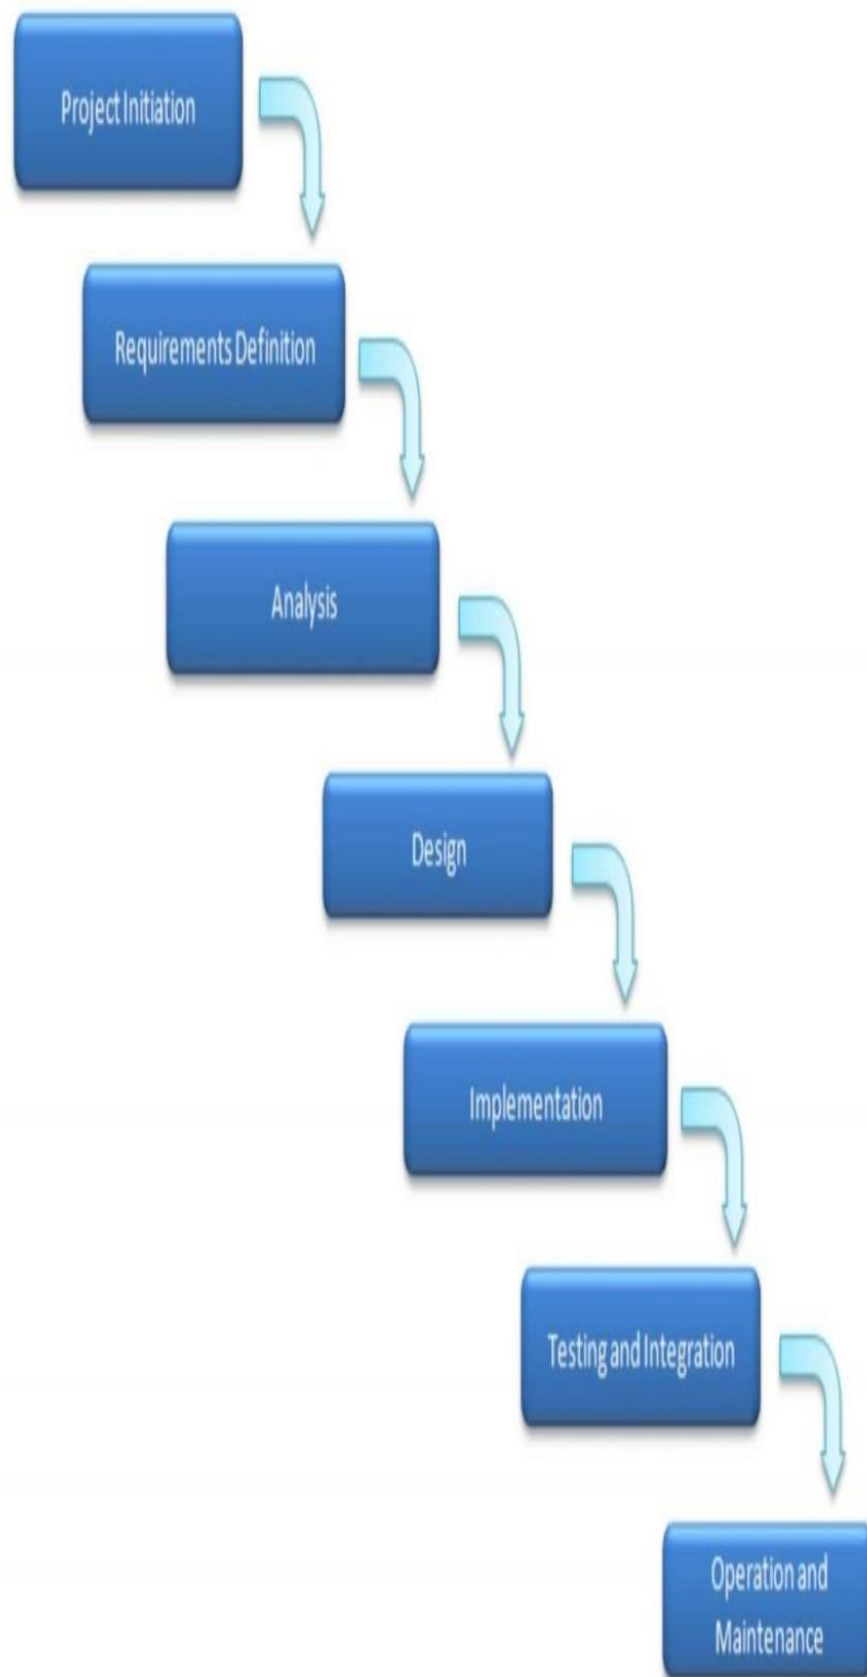 Project Initiation
Requirements Definition
Analysis
Design
Implementation
Testing and Integration
Operation and
Maintenance